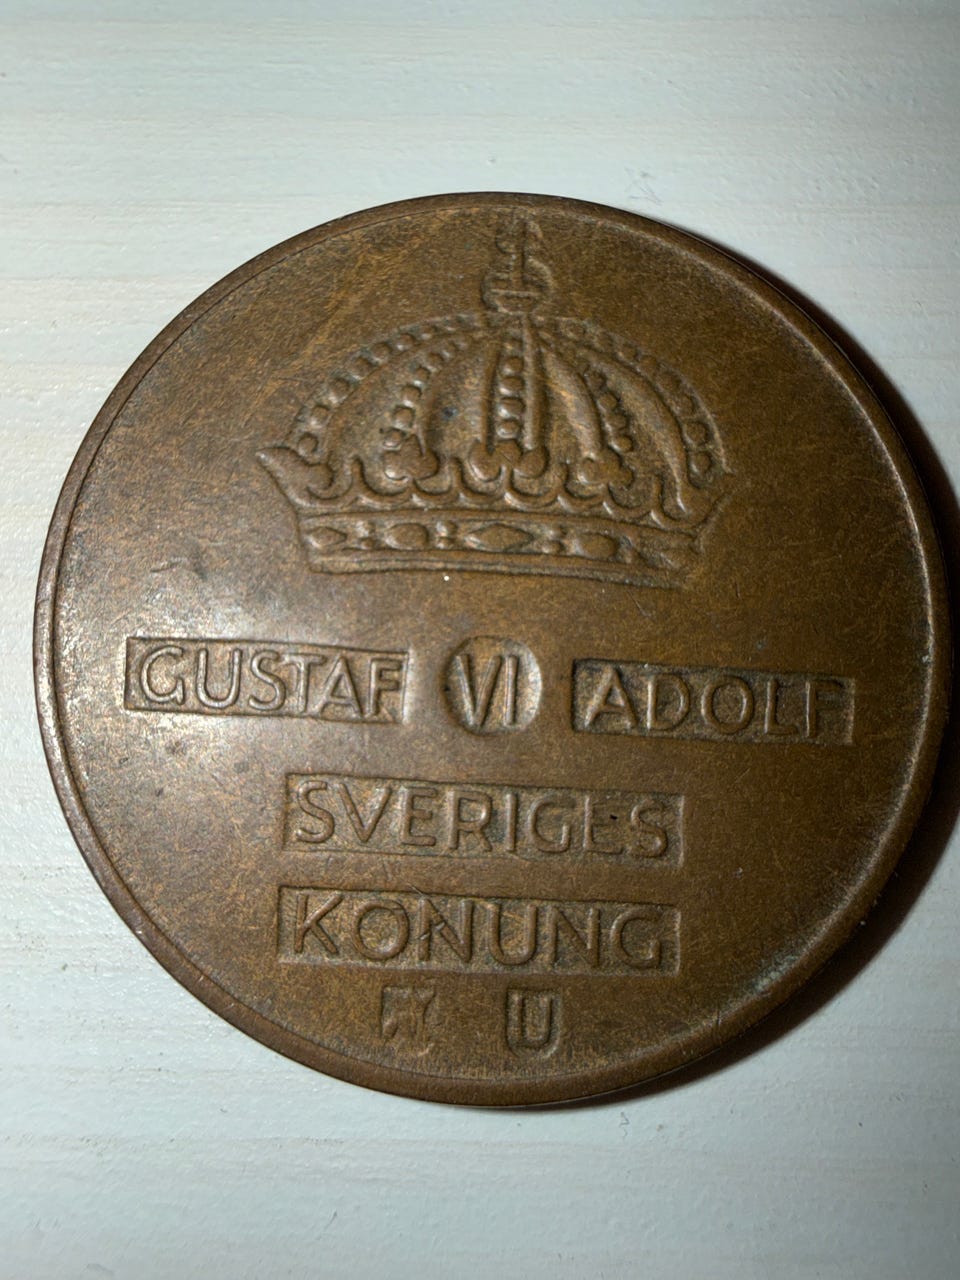 GUSTAF VI ADOLF
SVERIGES
KONUNG
U